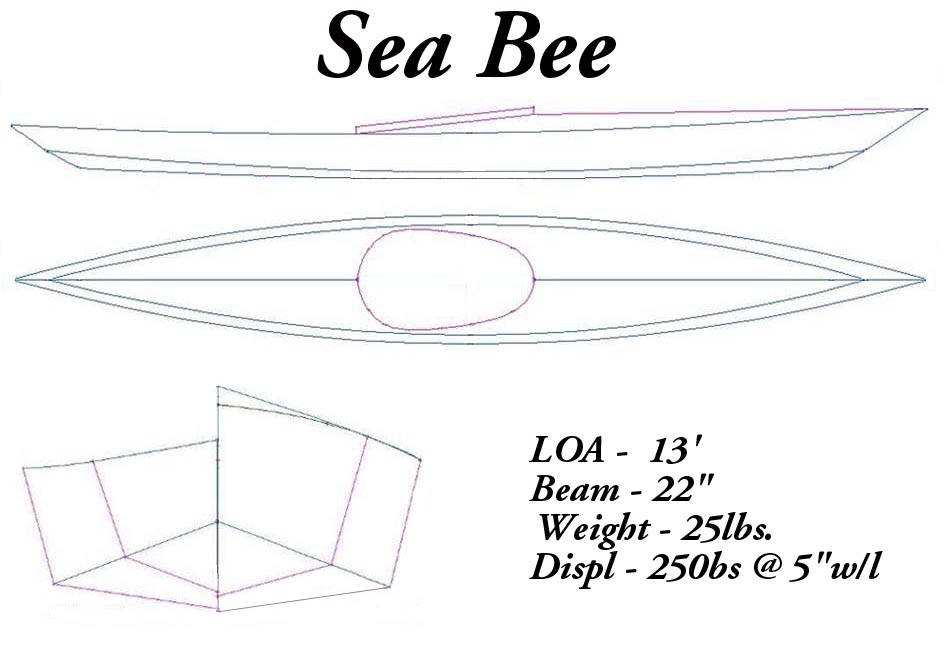 Sea Bee
LOA - 13'
Beam - 22"
Weight - 25lbs.
Displ - 250bs @ 5"w/l